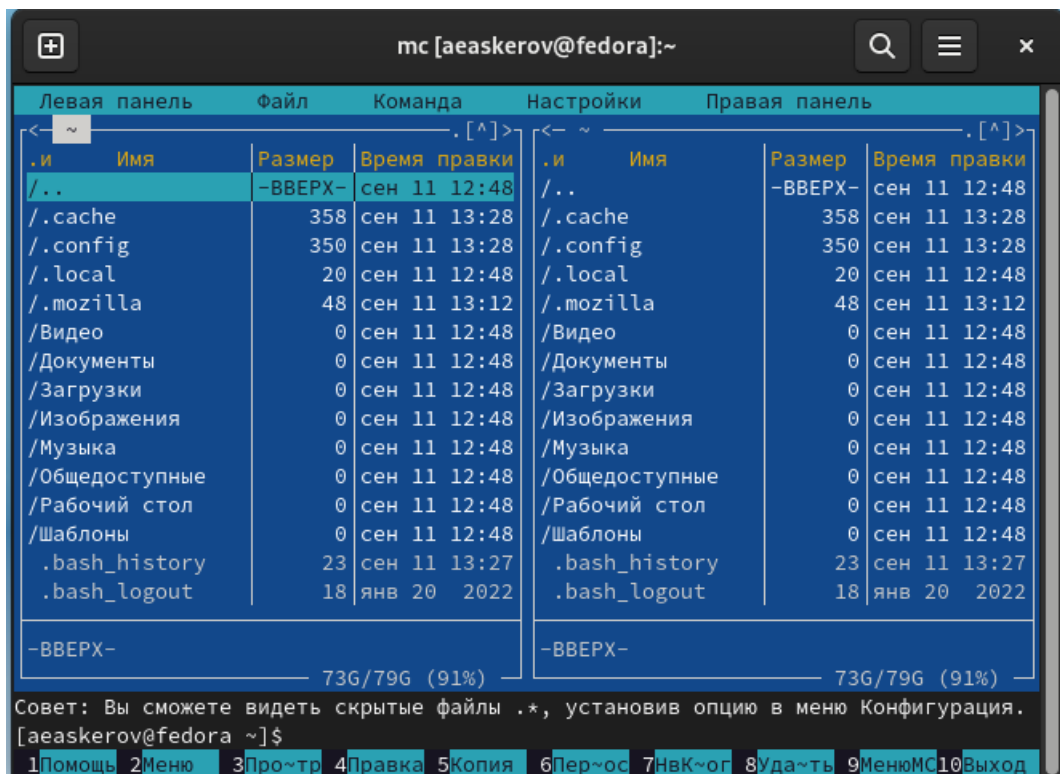 mc [aeaskerov@fedora]:~
Левая панель Файл Команда Настройки Правая панель
<— ~ .[^]> <— ~ .[^]>
.и Имя Размер Время правки .и Имя Размер Время правки
/.. -ВВЕРХ- сен 11 12:48 /.. -ВВЕРХ- сен 11 12:48
/.cache 358 сен 11 13:28 /.cache 358 сен 11 13:28
/.config 350 сен 11 13:28 /.config 350 сен 11 13:28
/.local 20 сен 11 12:48 /.local 20 сен 11 12:48
/.mozilla 48 сен 11 13:12 /.mozilla 48 сен 11 13:12
/Видео 0 сен 11 12:48 /Видео 0 сен 11 12:48
/Документы 0 сен 11 12:48 /Документы 0 сен 11 12:48
/Загрузки 0 сен 11 12:48 /Загрузки 0 сен 11 12:48
/Изображения 0 сен 11 12:48 /Изображения 0 сен 11 12:48
/Музыка 0 сен 11 12:48 /Музыка 0 сен 11 12:48
/Общедоступные 0 сен 11 12:48 /Общедоступные 0 сен 11 12:48
/Рабочий стол 0 сен 11 12:48 /Рабочий стол 0 сен 11 12:48
/Шаблоны 0 сен 11 12:48 /Шаблоны 0 сен 11 12:48
.bash_history 23 сен 11 13:27 .bash_history 23 сен 11 13:27
.bash_logout 18 янв 20 2022 .bash_logout 18 янв 20 2022
-ВВЕРХ- -ВВЕРХ-
73G/79G (91%) 73G/79G (91%)
Совет: Вы сможете видеть скрытые файлы .*, установив опцию в меню Конфигурация.
[aeaskerov@fedora ~]$
1Помощь 2Меню 3Про~тр 4Правка 5Копия 6Пер~ос 7НвК~ог 8Уда~ть 9МенюMC 10Выход